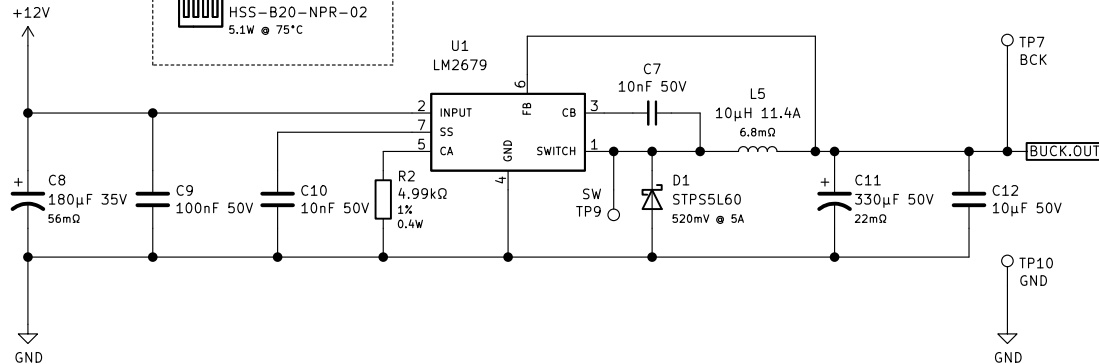 +12V
HSS-B20-NPR-02
5.1W @ 75°C
U1
LM2679
TP7
BCK
C7
10nF 50V
L5
10µH 11.4A
6.8mΩ
6
FB
2 INPUT
CB 3
7 SS
5 CA
GND
SWITCH 1
4
BUCK.OUT
C8
180µF 35V
56mΩ
C9
100nF 50V
C10
10nF 50V
R2
4.99kΩ
1%
0.4W
SW
TP9
D1
STPS5L60
520mV @ 5A
C11
330µF 50V
22mΩ
C12
10µF 50V
TP10
GND
GND
GND